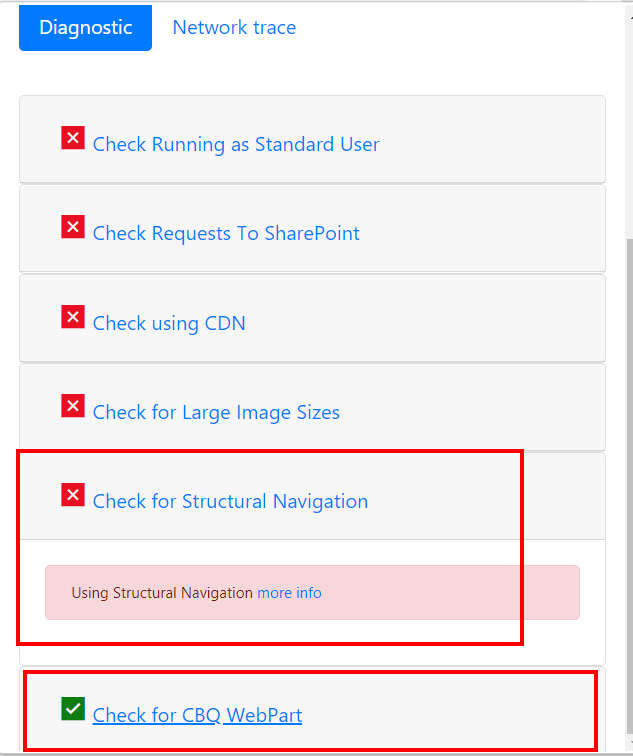 Diagnostic
Network trace
Check Running as Standard User
Check Requests To SharePoint
Check using CDN
Check for Large Image Sizes
Check for Structural Navigation
Using Structural Navigation more info
Check for CBQ WebPart